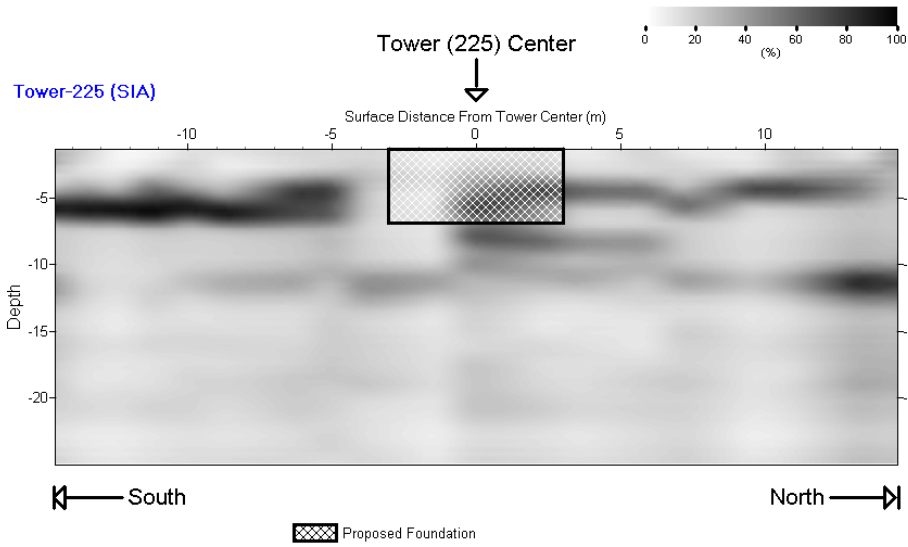 0 20 40 60 80 100
(%)
Tower (225) Center
Tower-225 (SIA)
Surface Distance From Tower Center (m)
-10 -5 0 5 10
Depth
-5
-10
-15
-20
South North
Proposed Foundation